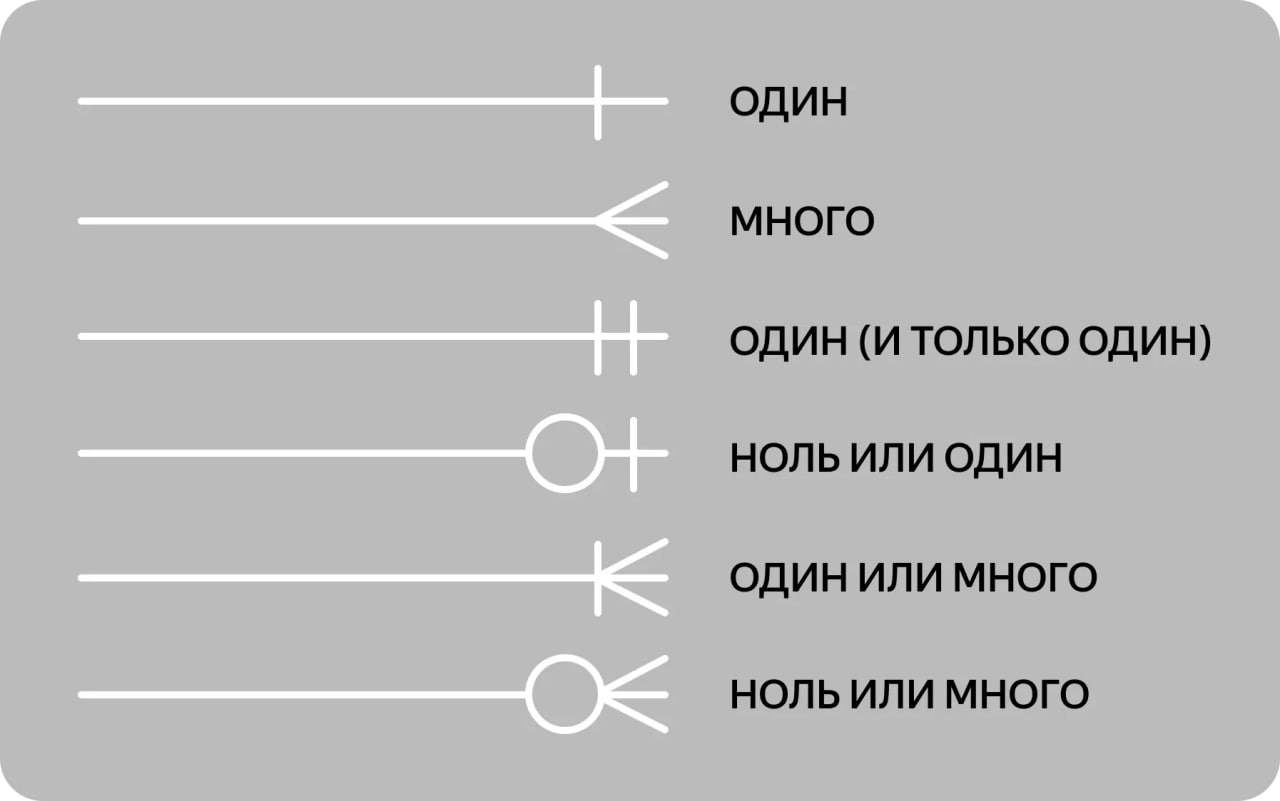 ОДИН
МНОГО
ОДИН (И ТОЛЬКО ОДИН)
НОЛЬ ИЛИ ОДИН
ОДИН ИЛИ МНОГО
НОЛЬ ИЛИ МНОГО